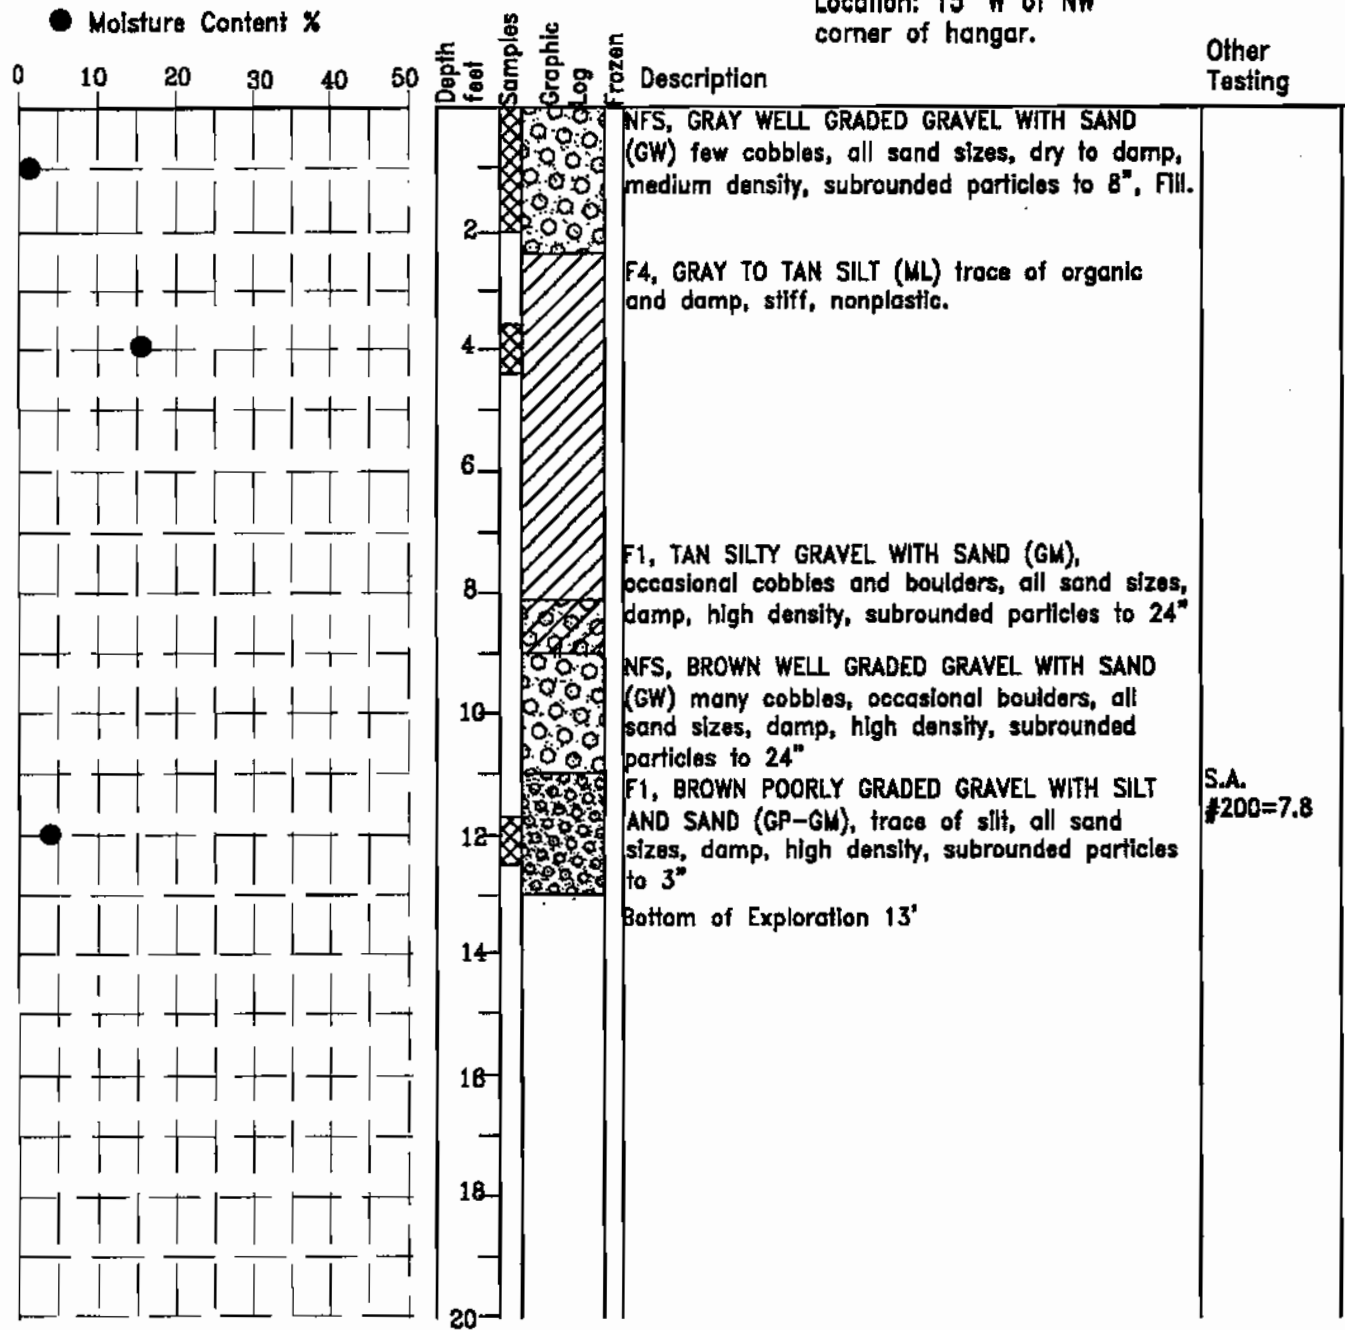 Location: 15' W of NW
corner of hangar.
● Moisture Content %
0 10 20 30 40 50
Depth
feet
Samples
Graphic
Log
Frozen
Description
Other
Testing
NFS, GRAY WELL GRADED GRAVEL WITH SAND
(GW) few cobbles, all sand sizes, dry to damp,
medium density, subrounded particles to 8", Fill.
2
F4, GRAY TO TAN SILT (ML) trace of organic
and damp, stiff, nonplastic.
4
6
F1, TAN SILTY GRAVEL WITH SAND (GM),
occasional cobbles and boulders, all sand sizes,
damp, high density, subrounded particles to 24"
8
NFS, BROWN WELL GRADED GRAVEL WITH SAND
(GW) many cobbles, occasional boulders, all
sand sizes, damp, high density, subrounded
particles to 24"
10
F1, BROWN POORLY GRADED GRAVEL WITH SILT
AND SAND (GP-GM), trace of silt, all sand
sizes, damp, high density, subrounded particles
to 3"
S.A.
#200=7.8
12
Bottom of Exploration 13'
14
16
18
20